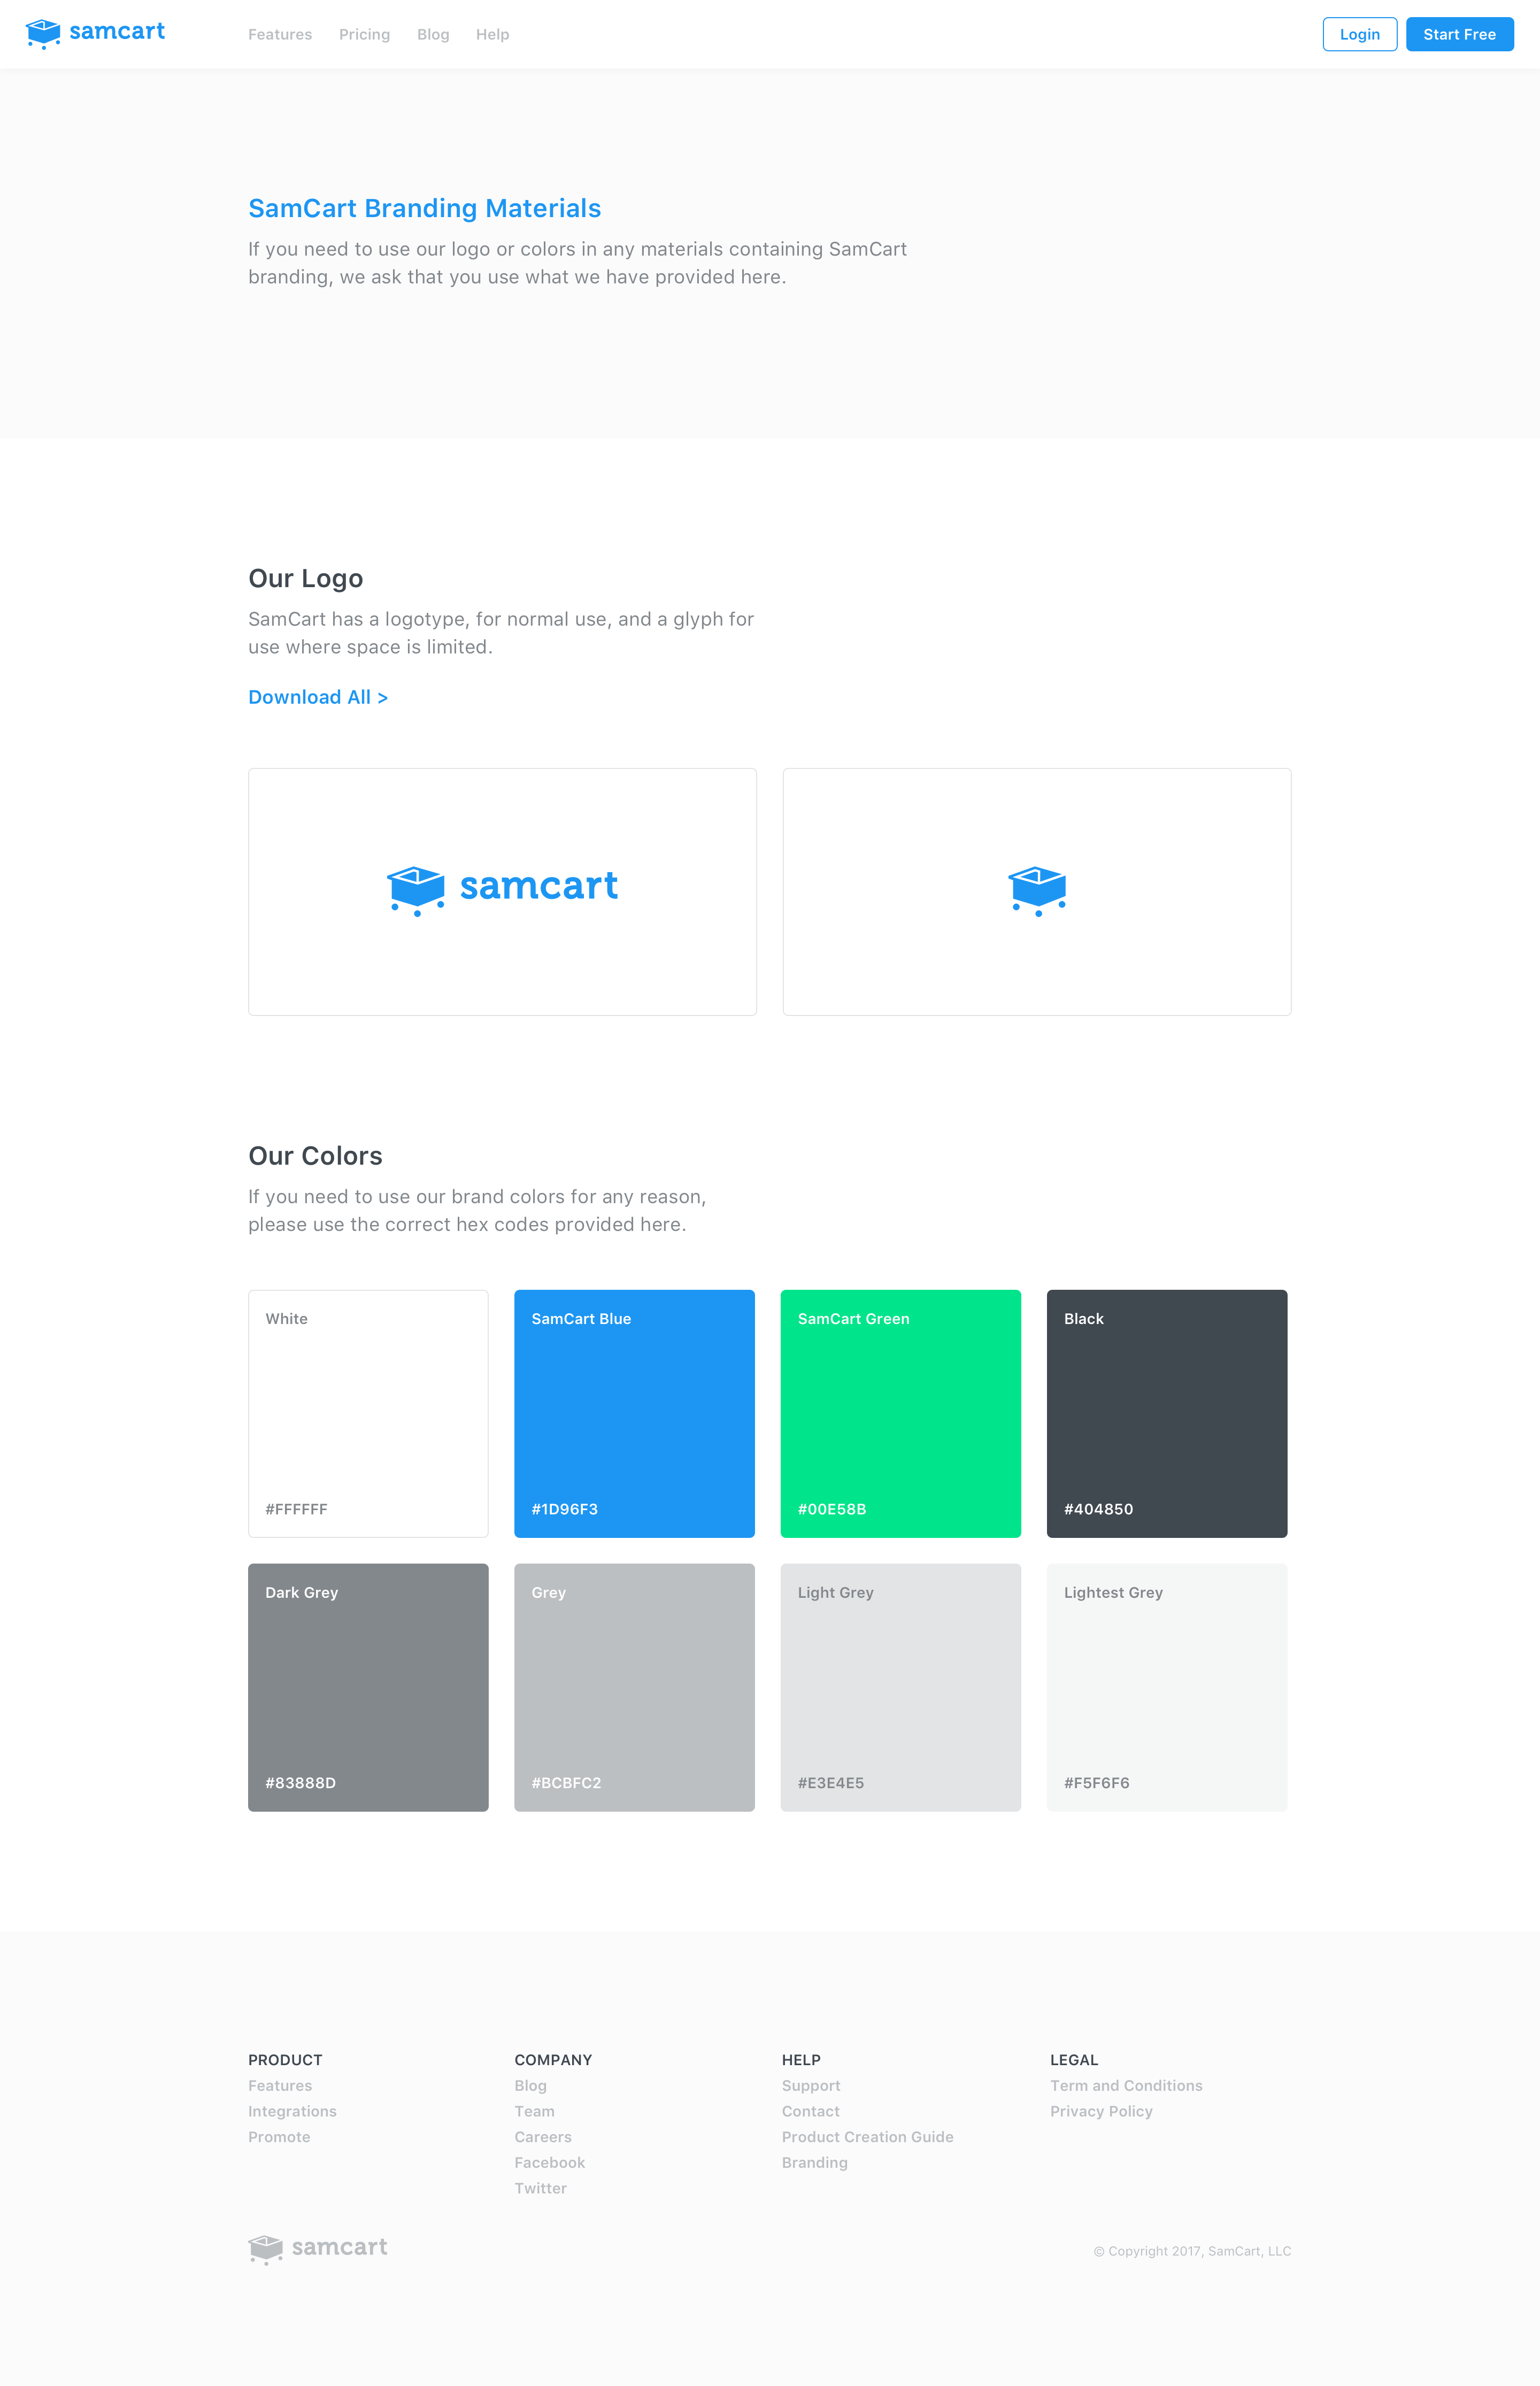 samcart
Features Pricing Blog Help
Login Start Free
SamCart Branding Materials
If you need to use our logo or colors in any materials containing SamCart
branding, we ask that you use what we have provided here.
Our Logo
SamCart has a logotype, for normal use, and a glyph for
use where space is limited.
Download All >
samcart
Our Colors
If you need to use our brand colors for any reason,
please use the correct hex codes provided here.
White
#FFFFFF
SamCart Blue
#1D96F3
SamCart Green
#00E58B
Black
#404850
Dark Grey
#83888D
Grey
#BCBFC2
Light Grey
#E3E4E5
Lightest Grey
#F5F6F6
PRODUCT
Features
Integrations
Promote
COMPANY
Blog
Team
Careers
Facebook
Twitter
HELP
Support
Contact
Product Creation Guide
Branding
LEGAL
Term and Conditions
Privacy Policy
samcart
© Copyright 2017, SamCart, LLC